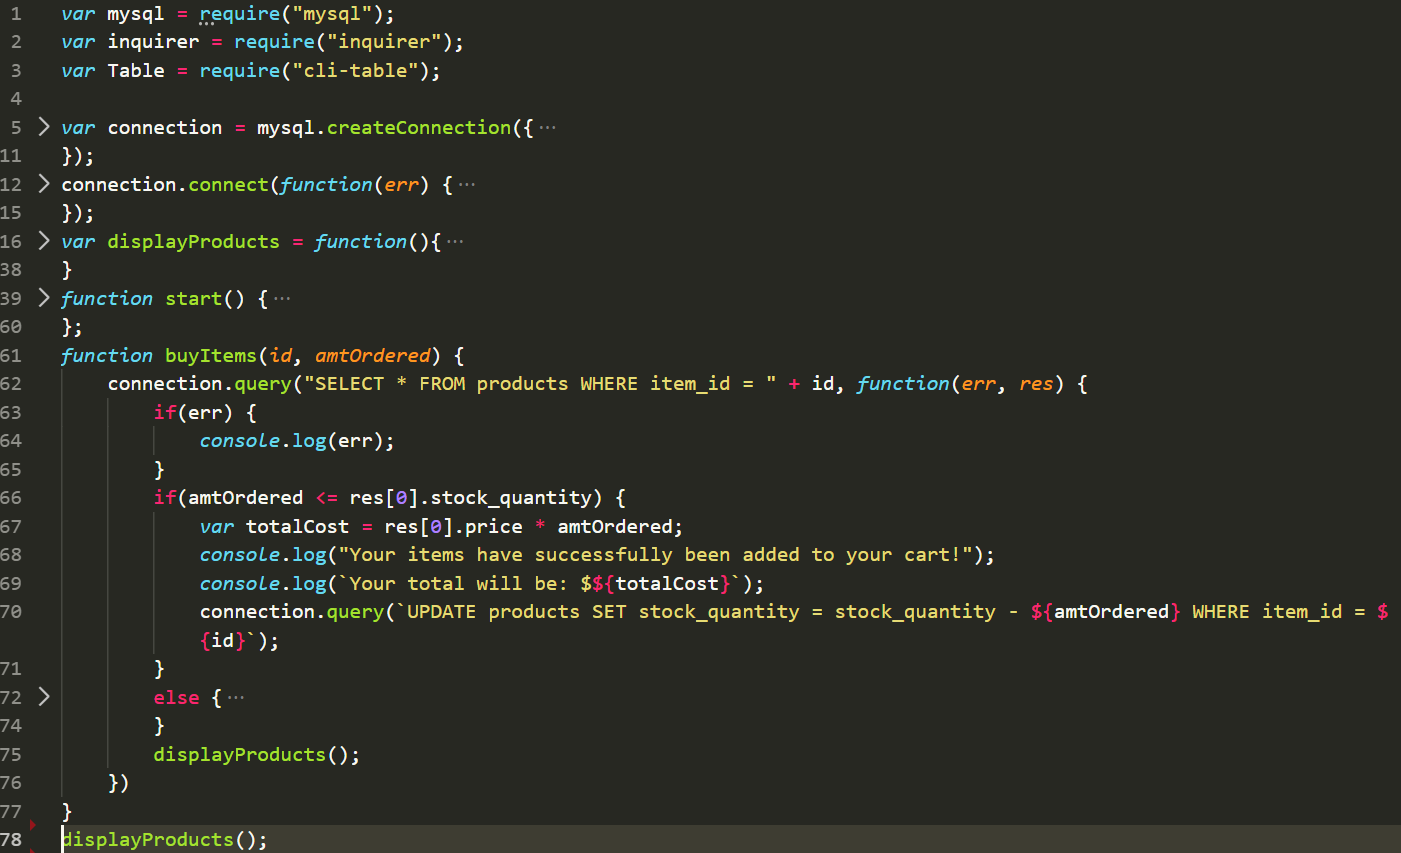 1 var mysql = require("mysql");
2 var inquirer = require("inquirer");
3 var Table = require("cli-table");
4
5 var connection = mysql.createConnection({ ···
11 });
12 connection.connect(function(err) { ···
15 });
16 var displayProducts = function(){ ···
38 }
39 function start() { ···
60 };
61 function buyItems(id, amtOrdered) {
62 connection.query("SELECT * FROM products WHERE item_id = " + id, function(err, res) {
63 if(err) {
64 console.log(err);
65 }
66 if(amtOrdered <= res[0].stock_quantity) {
67 var totalCost = res[0].price * amtOrdered;
68 console.log("Your items have successfully been added to your cart!");
69 console.log(`Your total will be: $${totalCost}`);
70 connection.query(`UPDATE products SET stock_quantity = stock_quantity - ${amtOrdered} WHERE item_id = $
{id}`);
71 }
72 else { ···
74 }
75 displayProducts();
76 })
77 }
78 displayProducts();